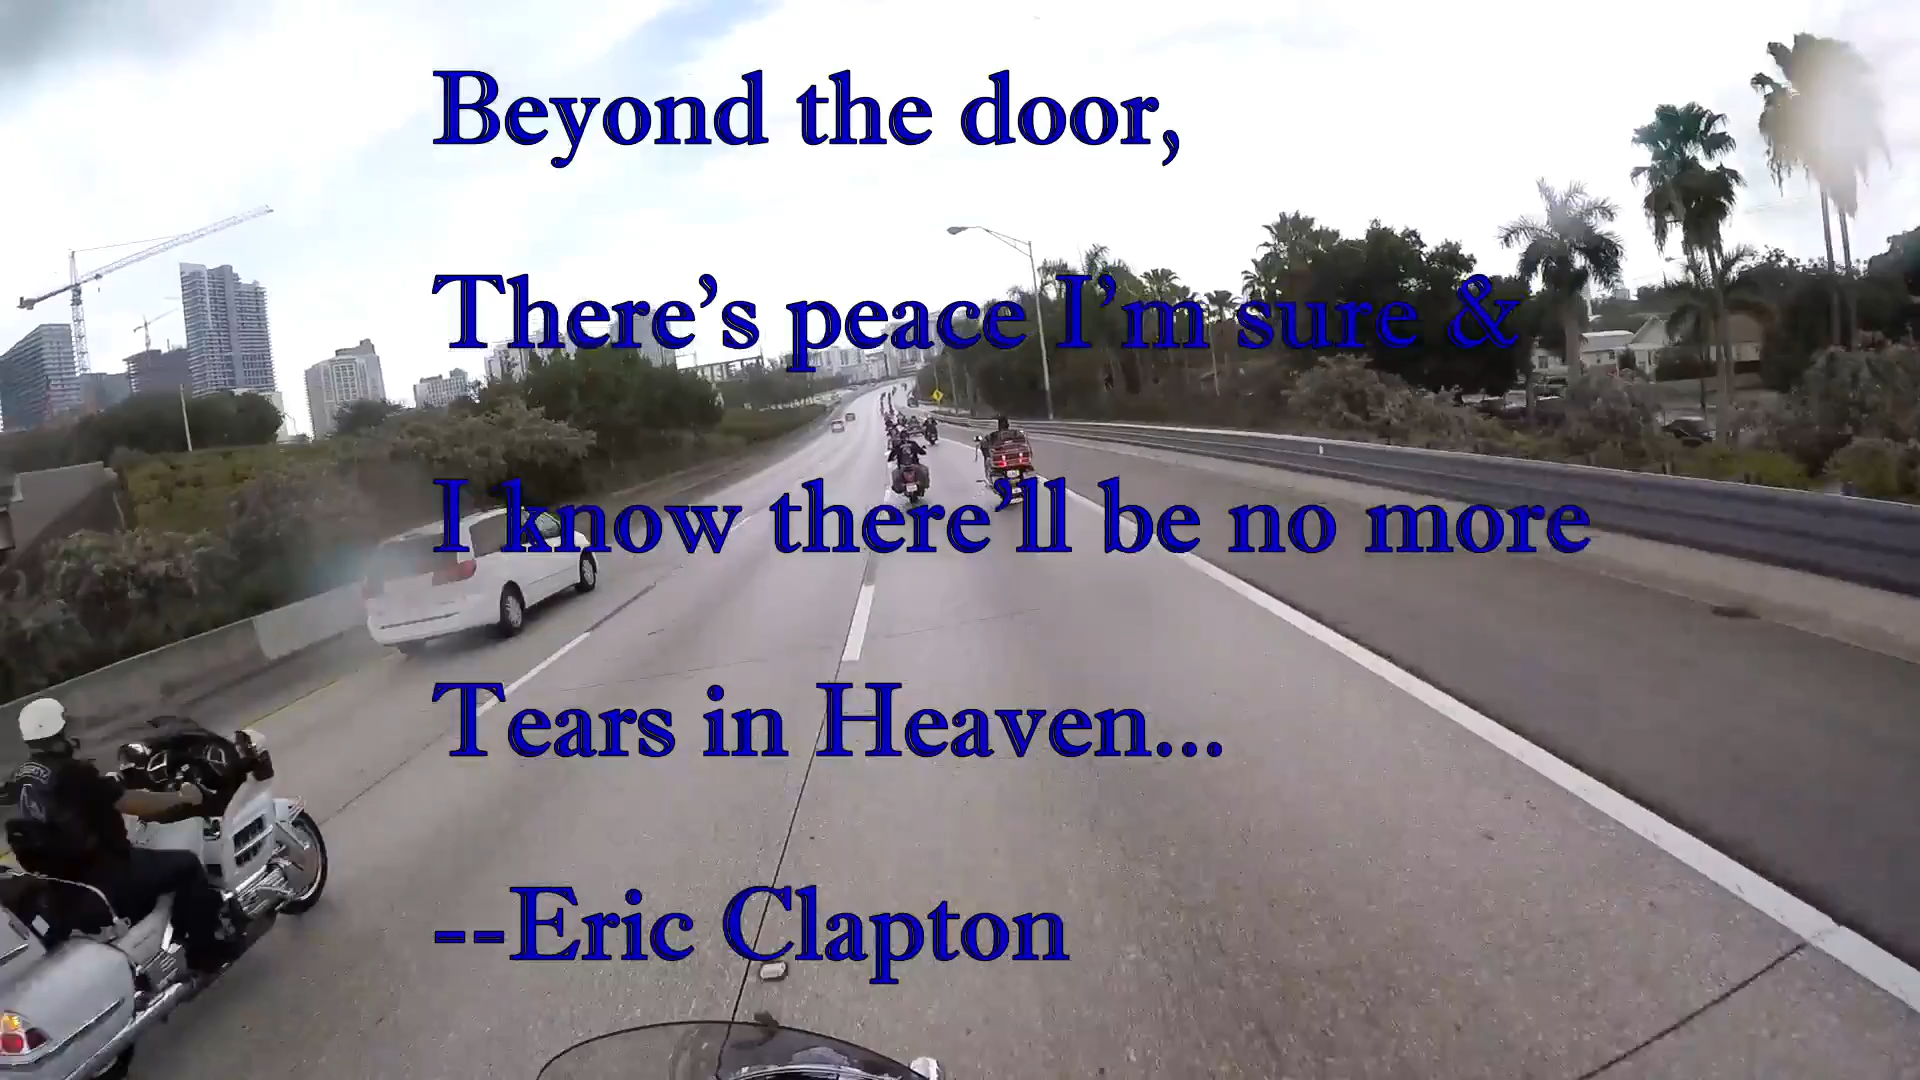 Beyond the door,
There's peace I'm sure &
I know there'll be no more
Tears in Heaven...
--Eric Clapton